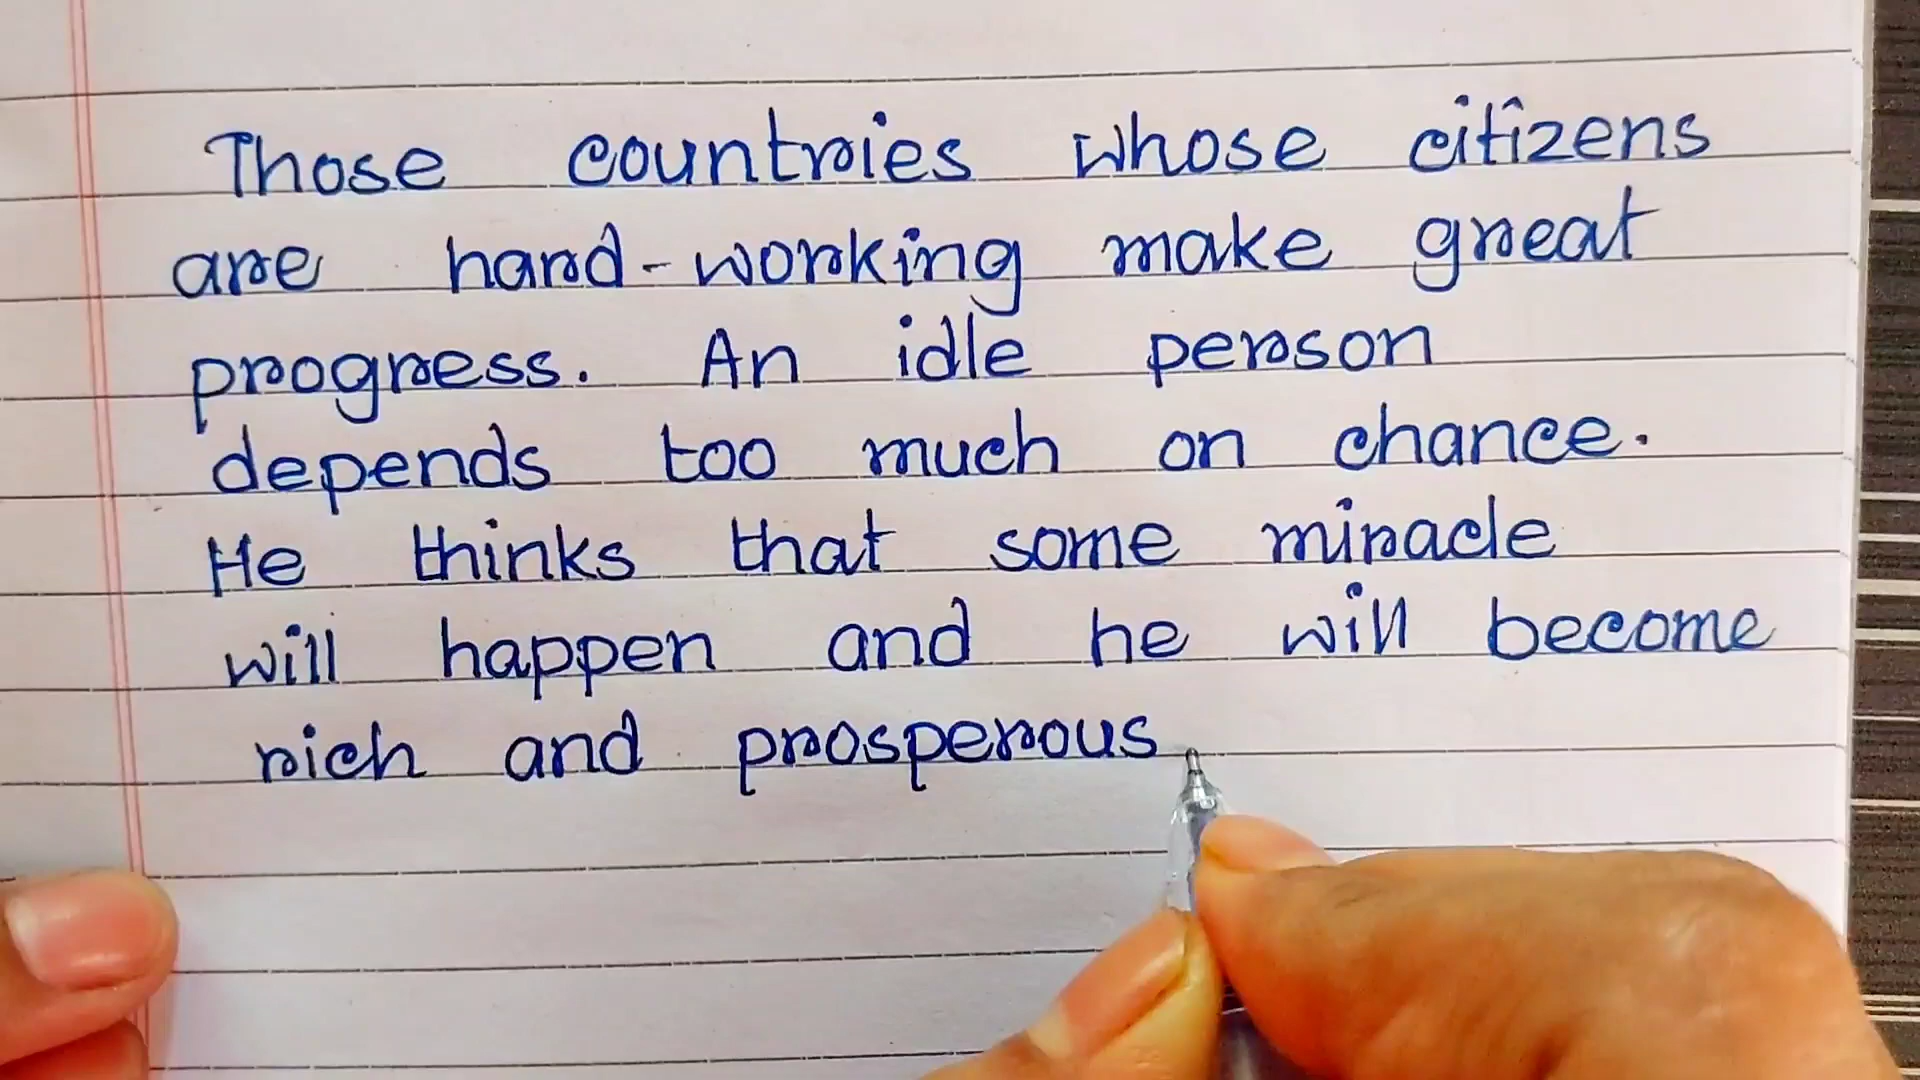 Those countries whose citizens
are hard-working make great
progress. An idle person
depends too much on chance.
He thinks that some miracle
will happen and he will become
rich and prosperous.